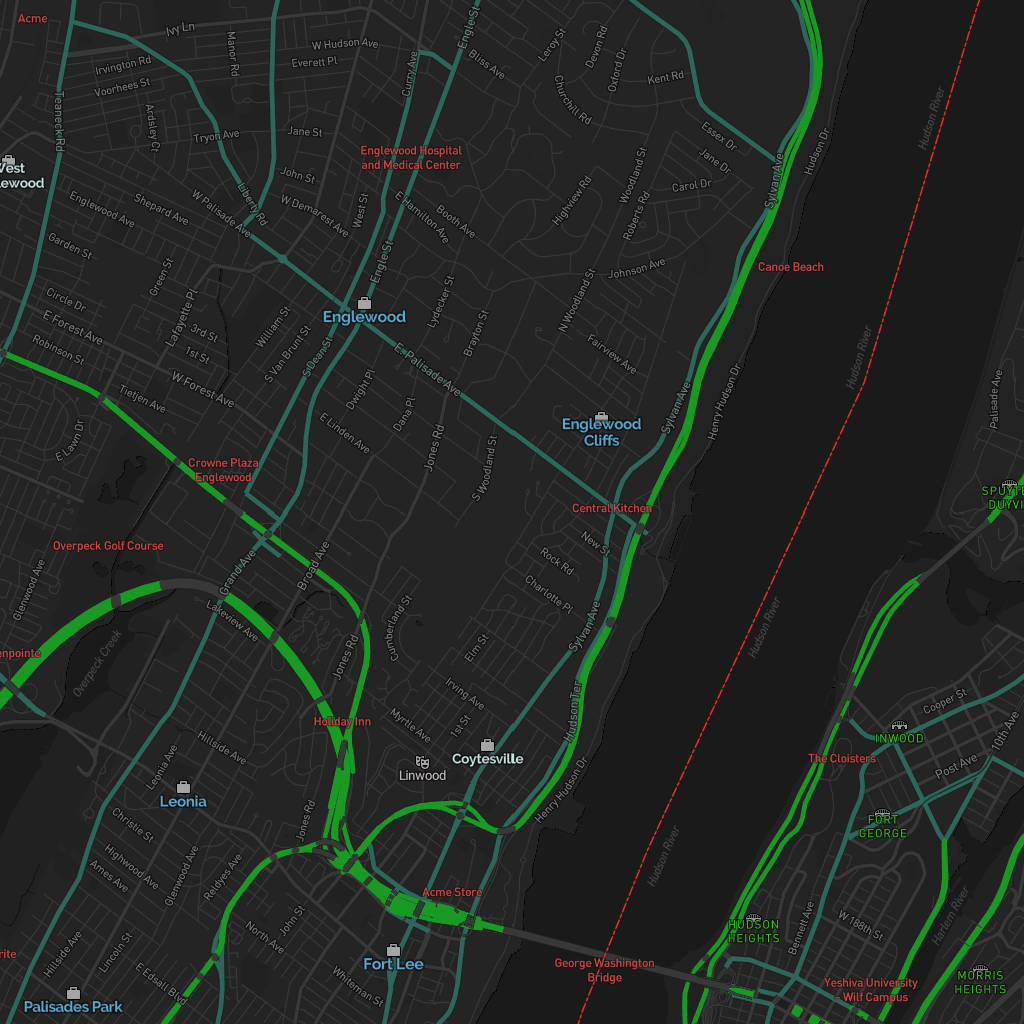 Acme
Ivy Ln
Manor Rd
W Hudson Ave
Everett Pl
Engle St
Curry Ave
Bliss Ave
Leroy St
Devon Rd
Oxford Dr
Kent Rd
Churchill Rd
Irvington Rd
Voorhees St
Teaneck Rd
Ardsley Ct
Tryon Ave
Jane St
Englewood Hospital
and Medical Center
Essex Dr
Jane Dr
Hudson Dr
Hudson River
John St
Liberty Rd
W Palisade Ave
W Demarest Ave
West St
E Hamilton Ave
Booth Ave
Highview Rd
Woodland St
Roberts Rd
Carol Dr
Sylvan Ave
Englewood Ave
Shepard Ave
Garden St
Green St
Engle St
Johnson Ave
Canoe Beach
Circle Dr
E Forest Ave
Robinson St
Lafayette Pl
3rd St
1st St
William St
S Van Brunt St
S Dean St
Englewood
Lydecker St
Brayton St
N Woodland St
Fairview Ave
Hudson River
Tietjen Ave
W Forest Ave
Dwight Pl
Dana Pl
E Palisade Ave
Sylvan Ave
Henry Hudson Dr
Palisade Ave
E Lawn Dr
E Linden Ave
Jones Rd
S Woodland St
Englewood
Cliffs
Crowne Plaza
Englewood
Central Kitchen
Overpeck Golf Course
Glenwood Ave
Grand Ave
Broad Ave
New St
Rock Rd
Charlotte Pl
Lakeview Ave
Cumberland St
Jones Rd
Elm St
Sylvan Ave
Hudson River
Overpeck Creek
Irving Ave
Holiday Inn
Myrtle Ave
1st St
Hudson Ter
Cooper St
10th Ave
INWOOD
The Cloisters
Post Ave
Hillside Ave
Leonia Ave
Linwood
Coytesville
Leonia
Henry Hudson Dr
FORT
GEORGE
Christie St
Jones Rd
Highwood Ave
Ames Ave
Glenwood Ave
Reldyes Ave
Hudson River
Acme Store
Harlem River
W 188th St
Bennett Ave
HUDSON
HEIGHTS
John St
North Ave
Lincoln St
Hillside Ave
E Edsall Blvd
Whiteman St
Fort Lee
George Washington
Bridge
Yeshiva University
- Wilf Campus
MORRIS
HEIGHTS
Palisades Park